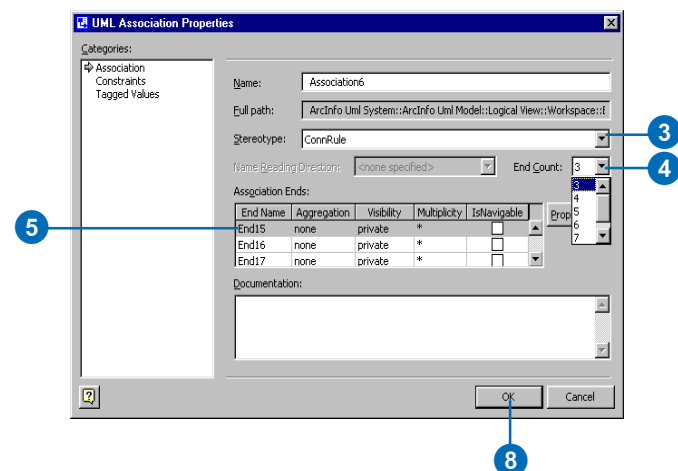 UML Association Properties
Categories:
Association
Constraints
Tagged Values
Name: Association6
Full path: ArcInfo Uml System::ArcInfo Uml Model::Logical View::Workspace::E
Stereotype: ConnRule
3
Name Reading Direction: <none specified> End Count: 3
4
3
4
5
6
7
Association Ends:
End Name Aggregation Visibility Multiplicity IsNavigable
Prop
5
End15 none private *
End16 none private *
End17 none private *
Documentation:
?
OK Cancel
8